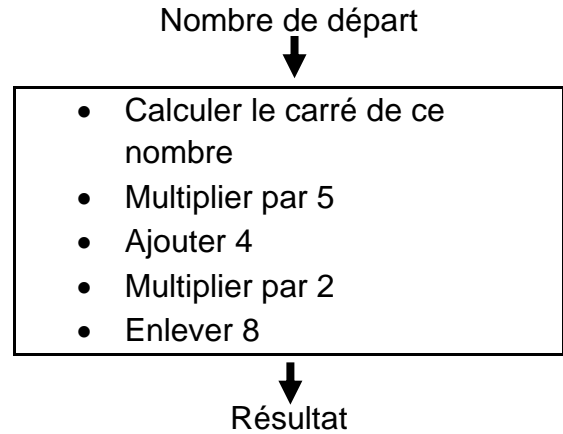 Nombre de départ
• Calculer le carré de ce
nombre
• Multiplier par 5
• Ajouter 4
• Multiplier par 2
• Enlever 8
Résultat